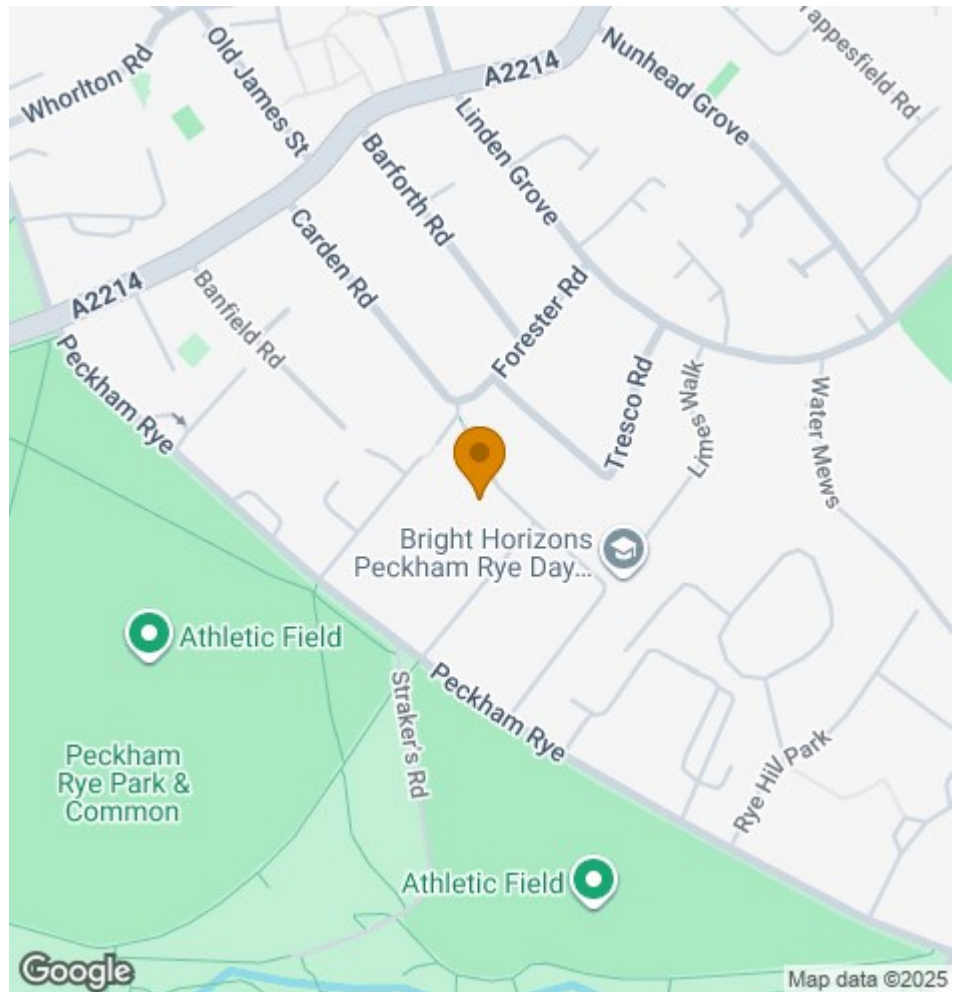 Tappesfield Rd
Old James St
Nunhead Grove
Whorlton Rd
A2214
Linden Grove
Barforth Rd
Carden Rd
A2214
Banfield Rd
Forester Rd
Peckham Rye
Tresco Rd
Limes Walk
Water Mews
Bright Horizons
Peckham Rye Day...
Athletic Field
Straker's Rd
Peckham Rye
Peckham
Rye Park &
Common
Rye Hill Park
Athletic Field
Google
Map data ©2025